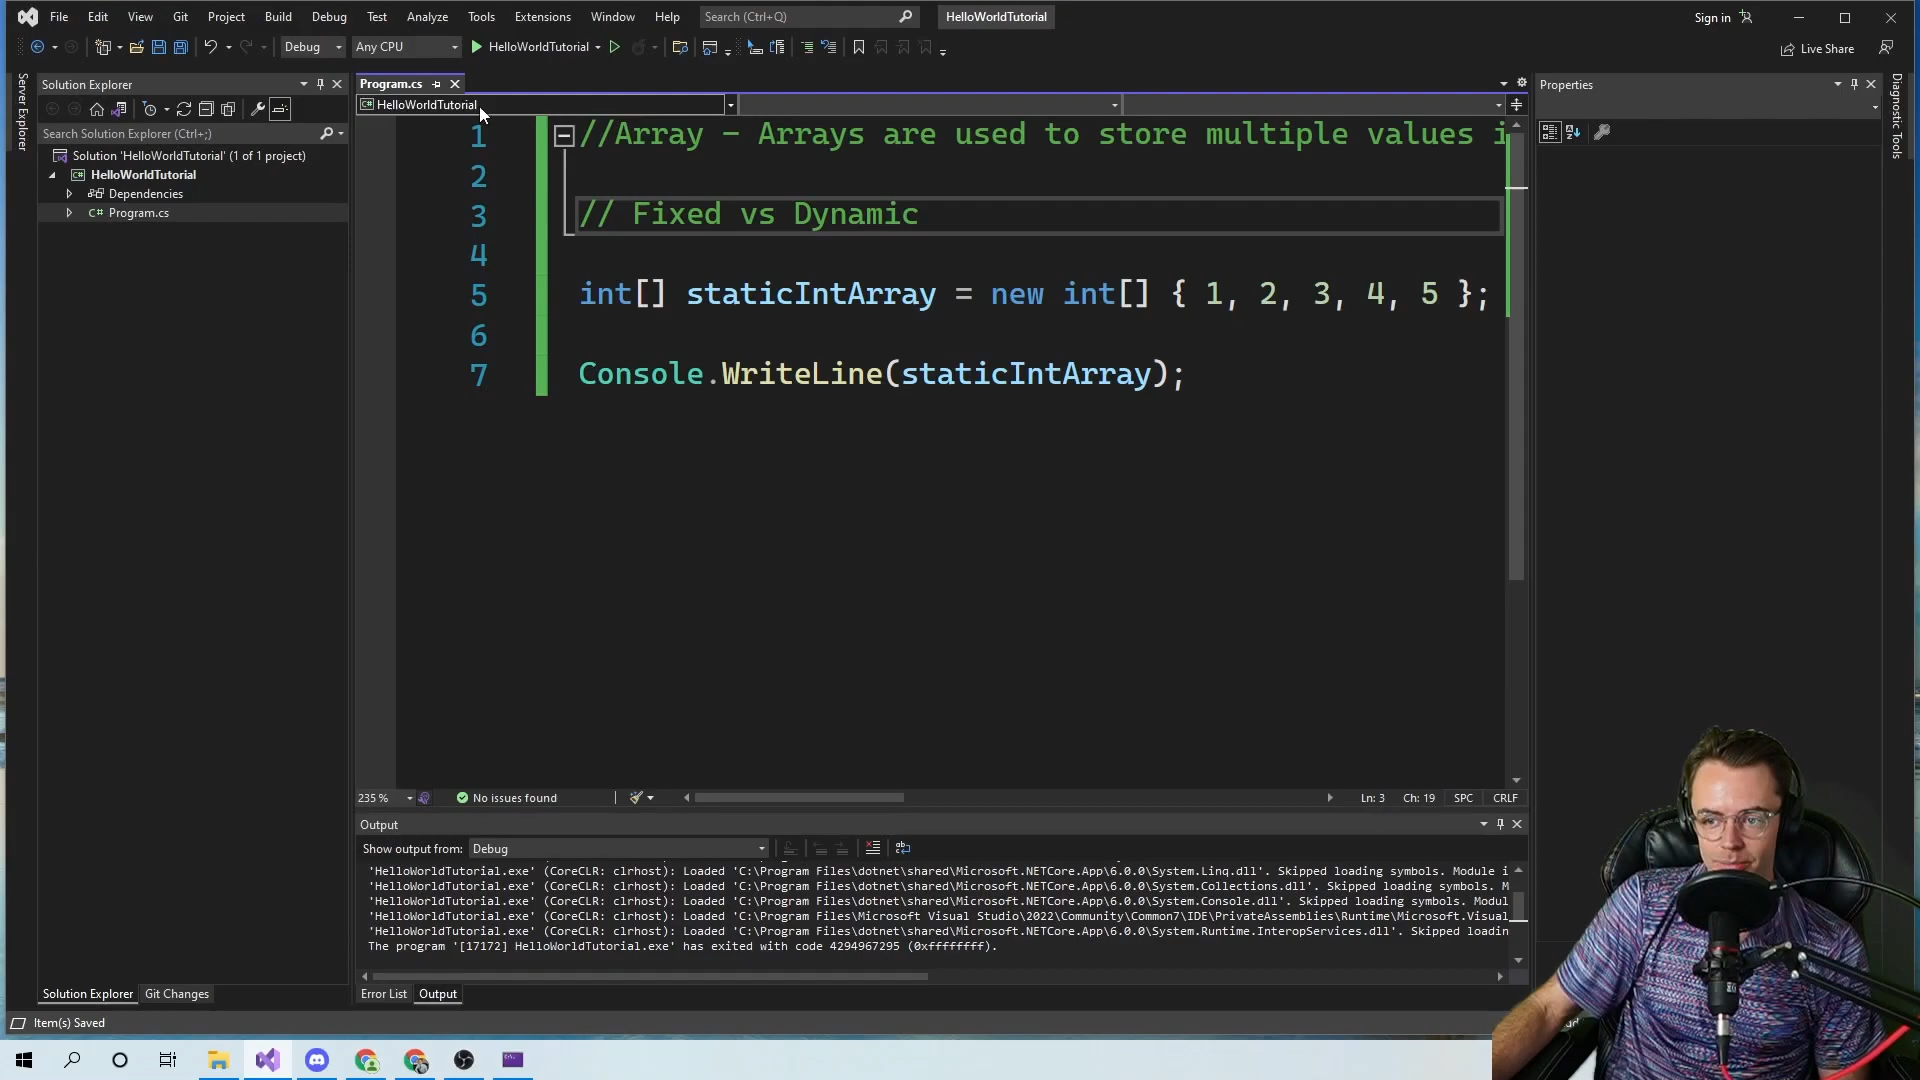 File Edit View Git Project Build Debug Test Analyze Tools Extensions Window Help Search (Ctrl+Q) HelloWorldTutorial Sign in
Debug Any CPU HelloWorldTutorial Live Share
Server Explorer
Solution Explorer
Search Solution Explorer (Ctrl+;)
Solution 'HelloWorldTutorial' (1 of 1 project)
HelloWorldTutorial
Dependencies
C# Program.cs
Solution Explorer Git Changes
Program.cs
C# HelloWorldTutorial
1 //Array - Arrays are used to store multiple values i
2
3 // Fixed vs Dynamic
4
5 int[] staticIntArray = new int[] { 1, 2, 3, 4, 5 };
6
7 Console.WriteLine(staticIntArray);
235 % No issues found Ln: 3 Ch: 19 SPC CRLF
Output
Show output from: Debug
'HelloWorldTutorial.exe' (CoreCLR: clrhost): Loaded 'C:\Program Files\dotnet\shared\Microsoft.NETCore.App\6.0.0\System.Linq.dll'. Skipped loading symbols. Module i
'HelloWorldTutorial.exe' (CoreCLR: clrhost): Loaded 'C:\Program Files\dotnet\shared\Microsoft.NETCore.App\6.0.0\System.Collections.dll'. Skipped loading symbols. M
'HelloWorldTutorial.exe' (CoreCLR: clrhost): Loaded 'C:\Program Files\dotnet\shared\Microsoft.NETCore.App\6.0.0\System.Console.dll'. Skipped loading symbols. Modul
'HelloWorldTutorial.exe' (CoreCLR: clrhost): Loaded 'C:\Program Files\Microsoft Visual Studio\2022\Community\Common7\IDE\PrivateAssemblies\Runtime\Microsoft.Visual
'HelloWorldTutorial.exe' (CoreCLR: clrhost): Loaded 'C:\Program Files\dotnet\shared\Microsoft.NETCore.App\6.0.0\System.Runtime.InteropServices.dll'. Skipped loadin
The program '[17172] HelloWorldTutorial.exe' has exited with code 4294967295 (0xffffffff).
Error List Output
Properties
Diagnostic Tools
Item(s) Saved